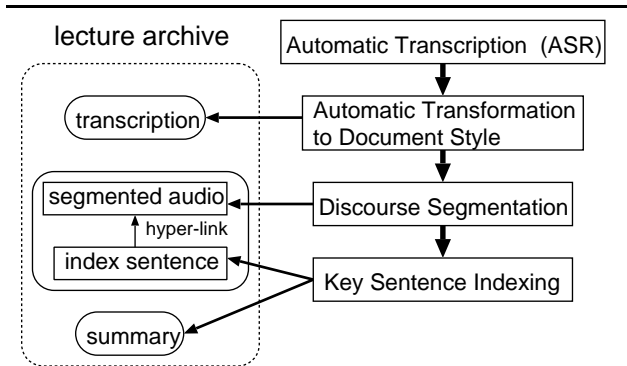 lecture archive
Automatic Transcription (ASR)
transcription
Automatic Transformation
to Document Style
segmented audio
Discourse Segmentation
hyper-link
index sentence
Key Sentence Indexing
summary